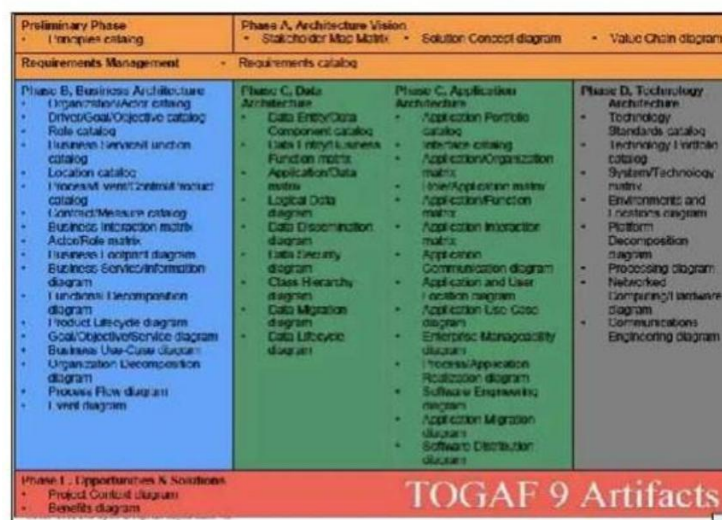 Preliminary Phase
• Principles catalog
Phase A, Architecture Vision
• Stakeholder Map Matrix • Solution Concept diagram • Value Chain diagram
Requirements Management • Requirements catalog
Phase B, Business Architecture
• Organization/Actor catalog
• Driver/Goal/Objective catalog
• Role catalog
• Business Service/Function
catalog
• Location catalog
• Process/Event/Control/Product
catalog
• Contract/Measure catalog
• Business Interaction matrix
• Actor/Role matrix
• Business Footprint diagram
• Business Service/Information
diagram
• Functional Decomposition
diagram
• Product Lifecycle diagram
• Goal/Objective/Service diagram
• Business Use-Case diagram
• Organization Decomposition
diagram
• Process Flow diagram
• Event diagram
Phase C, Data
Architecture
• Data Entity/Data
Component catalog
• Data Entity/Business
Function matrix
• Application/Data
matrix
• Logical Data
diagram
• Data Dissemination
diagram
• Data Security
diagram
• Class Hierarchy
diagram
• Data Migration
diagram
• Data Lifecycle
diagram
Phase C, Application
Architecture
• Application Portfolio
catalog
• Interface catalog
• Application/Organization
matrix
• Role/Application matrix
• Application/Function
matrix
• Application Interaction
matrix
• Application
Communication diagram
• Application and User
Location diagram
• Application Use-Case
diagram
• Enterprise Manageability
diagram
• Process/Application
Realization diagram
• Software Engineering
diagram
• Application Migration
diagram
• Software Distribution
diagram
Phase D, Technology
Architecture
• Technology
Standards catalog
• Technology Portfolio
catalog
• System/Technology
matrix
• Environments and
Locations diagram
• Platform
Decomposition
diagram
• Processing diagram
• Networked
Computing/Hardware
diagram
• Communications
Engineering diagram
Phase E, Opportunities & Solutions
• Project Context diagram
• Benefits diagram
TOGAF 9 Artifacts